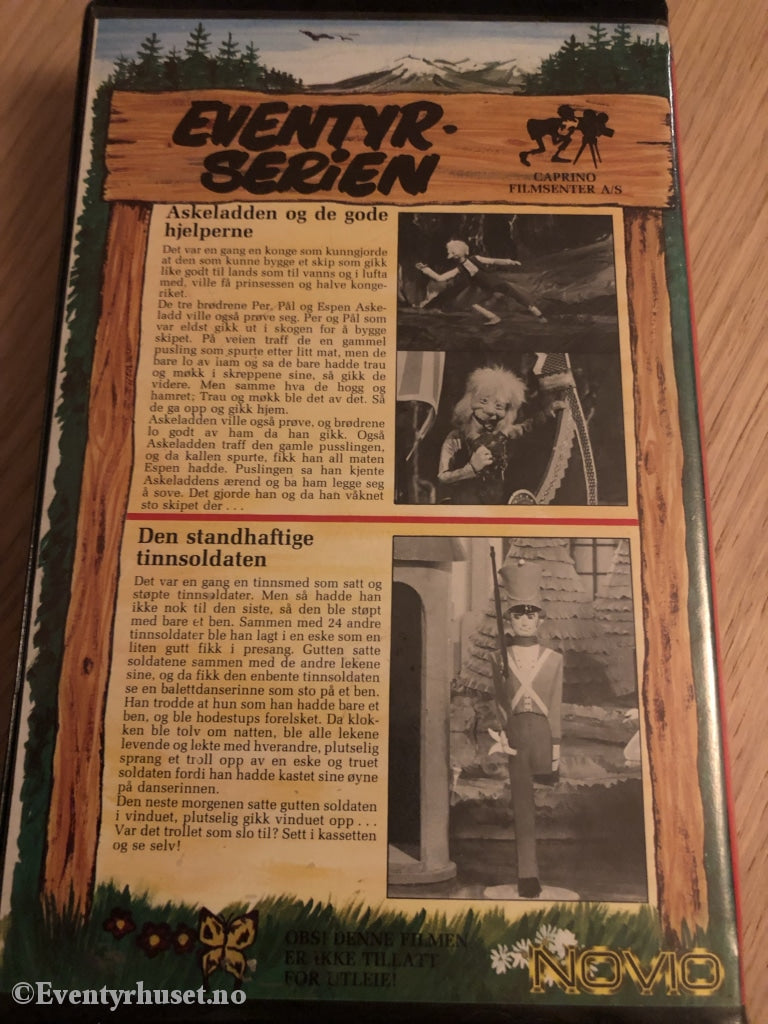 EVENTYR-
SERIEN
CAPRINO
FILMSENTER A/S
Askeladden og de gode
hjelperne
Det var en gang en konge som kunngjorde
at den som kunne bygge et skip som gikk
like godt til lands som til vanns og i lufta
med, ville få prinsessen og halve konge-
riket.
De tre brødrene Per, Pål og Espen Aske-
ladd ville også prøve seg. Per og Pål som
var eldst gikk ut i skogen for å bygge
skipet. På veien traff de en gammel
pusling som spurte etter litt mat, men de
bare lo av ham og sa de bare hadde trau
og møkk i skreppene sine, så gikk de
videre. Men samme hva de hogg og
hamret; Trau og møkk ble det av det. Så
de ga opp og gikk hjem.
Askeladden ville også prøve, og brødrene
lo godt av ham da han gikk. Også
Askeladden traff den gamle pusslingen,
og da kallen spurte, fikk han all maten
Espen hadde. Puslingen sa han kjente
Askeladdens ærend og ba ham legge seg
å sove. Det gjorde han og da han våknet
sto skipet der . . .
Den standhaftige
tinnsoldaten
Det var en gang en tinnsmed som satt og
støpte tinnsoldater. Men så hadde han
ikke nok til den siste, så den ble støpt
med bare et ben. Sammen med 24 andre
tinnsoldater ble han lagt i en eske som en
liten gutt fikk i presang. Gutten satte
soldatene sammen med de andre lekene
sine, og da fikk den enbente tinnsoldaten
se en balettdanserinne som sto på et ben.
Han trodde at hun som han hadde bare et
ben, og ble hodestups forelsket. Da klok-
ken ble tolv om natten, ble alle lekene
levende og lekte med hverandre, plutselig
sprang et troll opp av en eske og truet
soldaten fordi han hadde kastet sine øyne
på danserinnen.
Den neste morgenen satte gutten soldaten
i vinduet, plutselig gikk vinduet opp . . .
Var det trollet som slo til? Sett i kassetten
og se selv!
OBS! DENNE FILMEN
ER IKKE TILLATT
FOR UTLEIE!
NOVIO
©Eventyrhuset.no